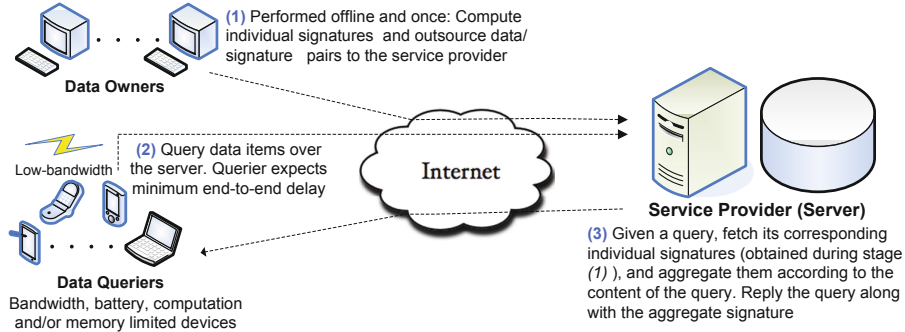 (1) Performed offline and once: Compute
individual signatures and outsource data/
signature pairs to the service provider
Data Owners
Low-bandwidth
(2) Query data items over
the server. Querier expects
minimum end-to-end delay
Internet
Data Queriers
Bandwidth, battery, computation
and/or memory limited devices
Service Provider (Server)
(3) Given a query, fetch its corresponding
individual signatures (obtained during stage
(1) ), and aggregate them according to the
content of the query. Reply the query along
with the aggregate signature